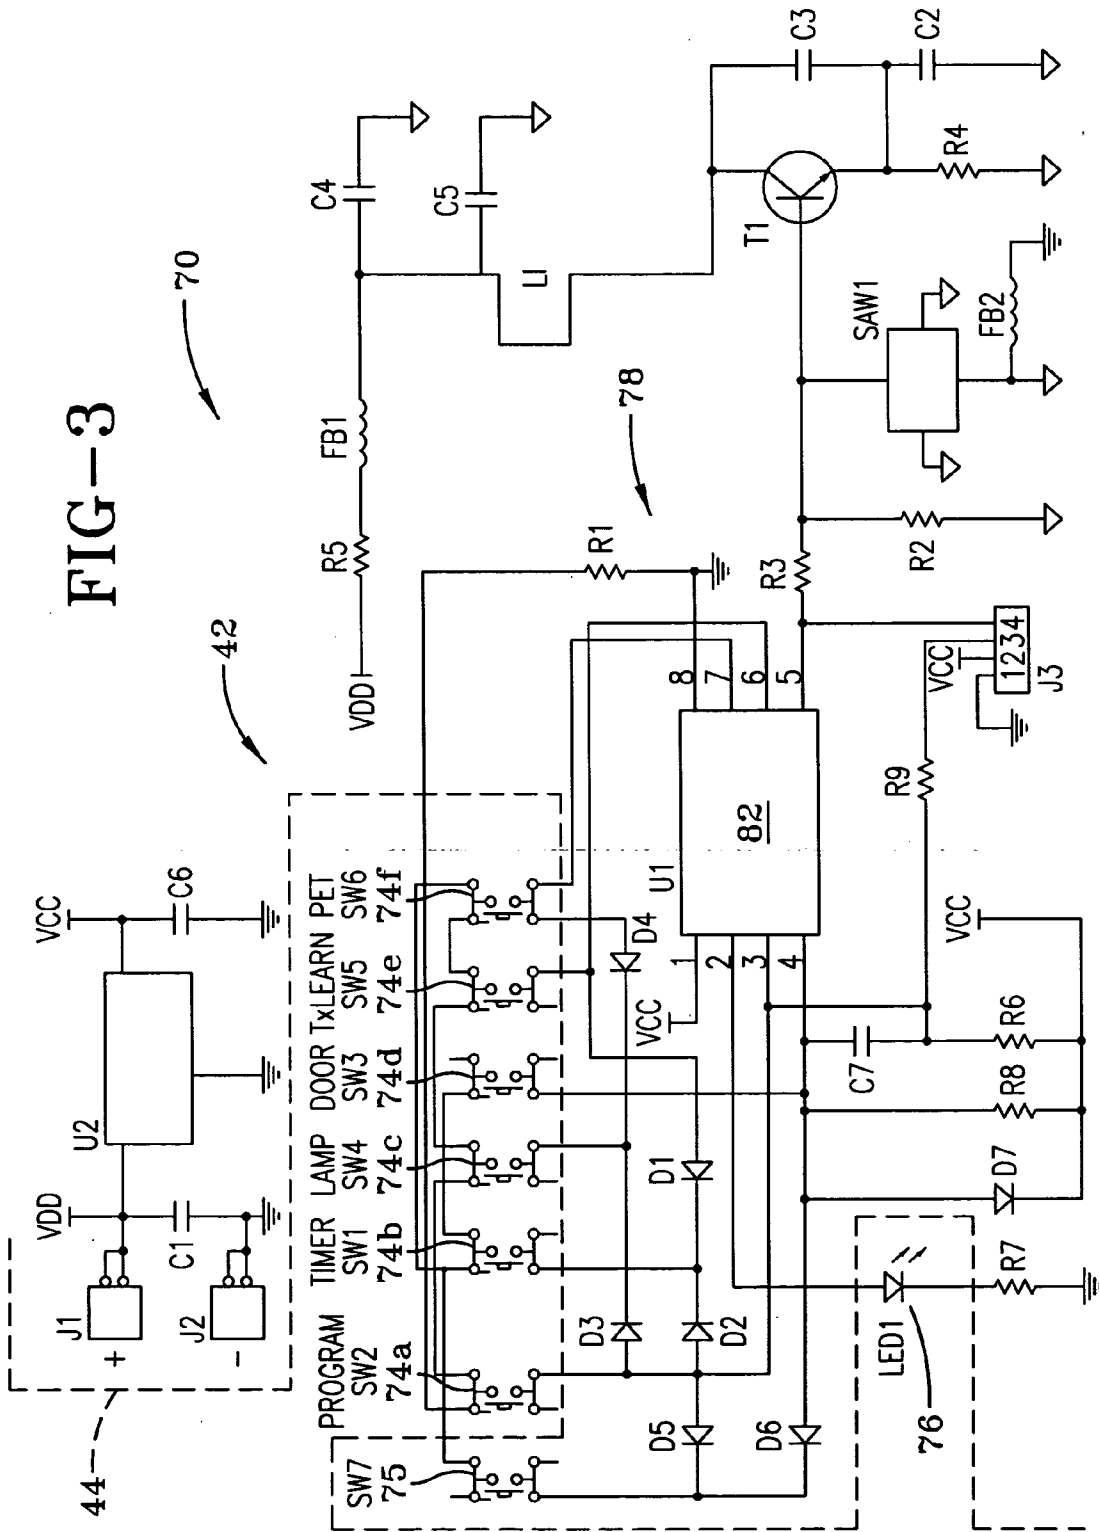 FIG-3
70
42
44
78
J1
+
J2
-
VDD
C1
U2
VCC
C6
VDD
R5
FB1
C4
C5
LI
C3
C2
R4
T1
SAW1
FB2
R2
R3
R1
SW7
75
PROGRAM
SW2
74a
TIMER
SW1
74b
LAMP
SW4
74c
DOOR
SW3
74d
TxLEARN
SW5
74e
PET
SW6
74f
D3
D2
D1
D4
D5
D6
U1
82
1
2
3
4
8
7
6
5
VCC
C7
R9
VCC
1234
J3
VCC
R6
R8
D7
R7
LED1
76